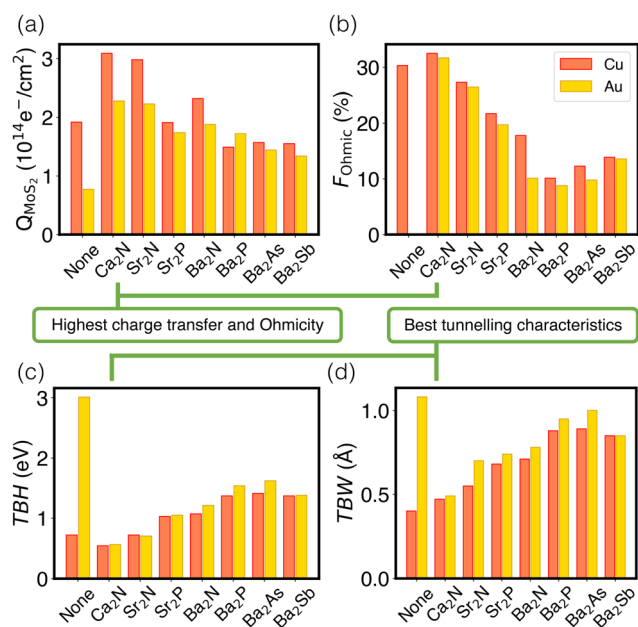 (a)
(b)
Q_MoS₂ (10¹⁴e⁻/cm²)
3
2
1
0
None
Ca₂N
Sr₂N
Sr₂P
Ba₂N
Ba₂P
Ba₂As
Ba₂Sb
F_Ohmic (%)
30
20
10
0
Cu
Au
None
Ca₂N
Sr₂N
Sr₂P
Ba₂N
Ba₂P
Ba₂As
Ba₂Sb
Highest charge transfer and Ohmicity
Best tunnelling characteristics
(c)
(d)
TBH (eV)
3
2
1
0
None
Ca₂N
Sr₂N
Sr₂P
Ba₂N
Ba₂P
Ba₂As
Ba₂Sb
TBW (Å)
1.0
0.5
0.0
None
Ca₂N
Sr₂N
Sr₂P
Ba₂N
Ba₂P
Ba₂As
Ba₂Sb